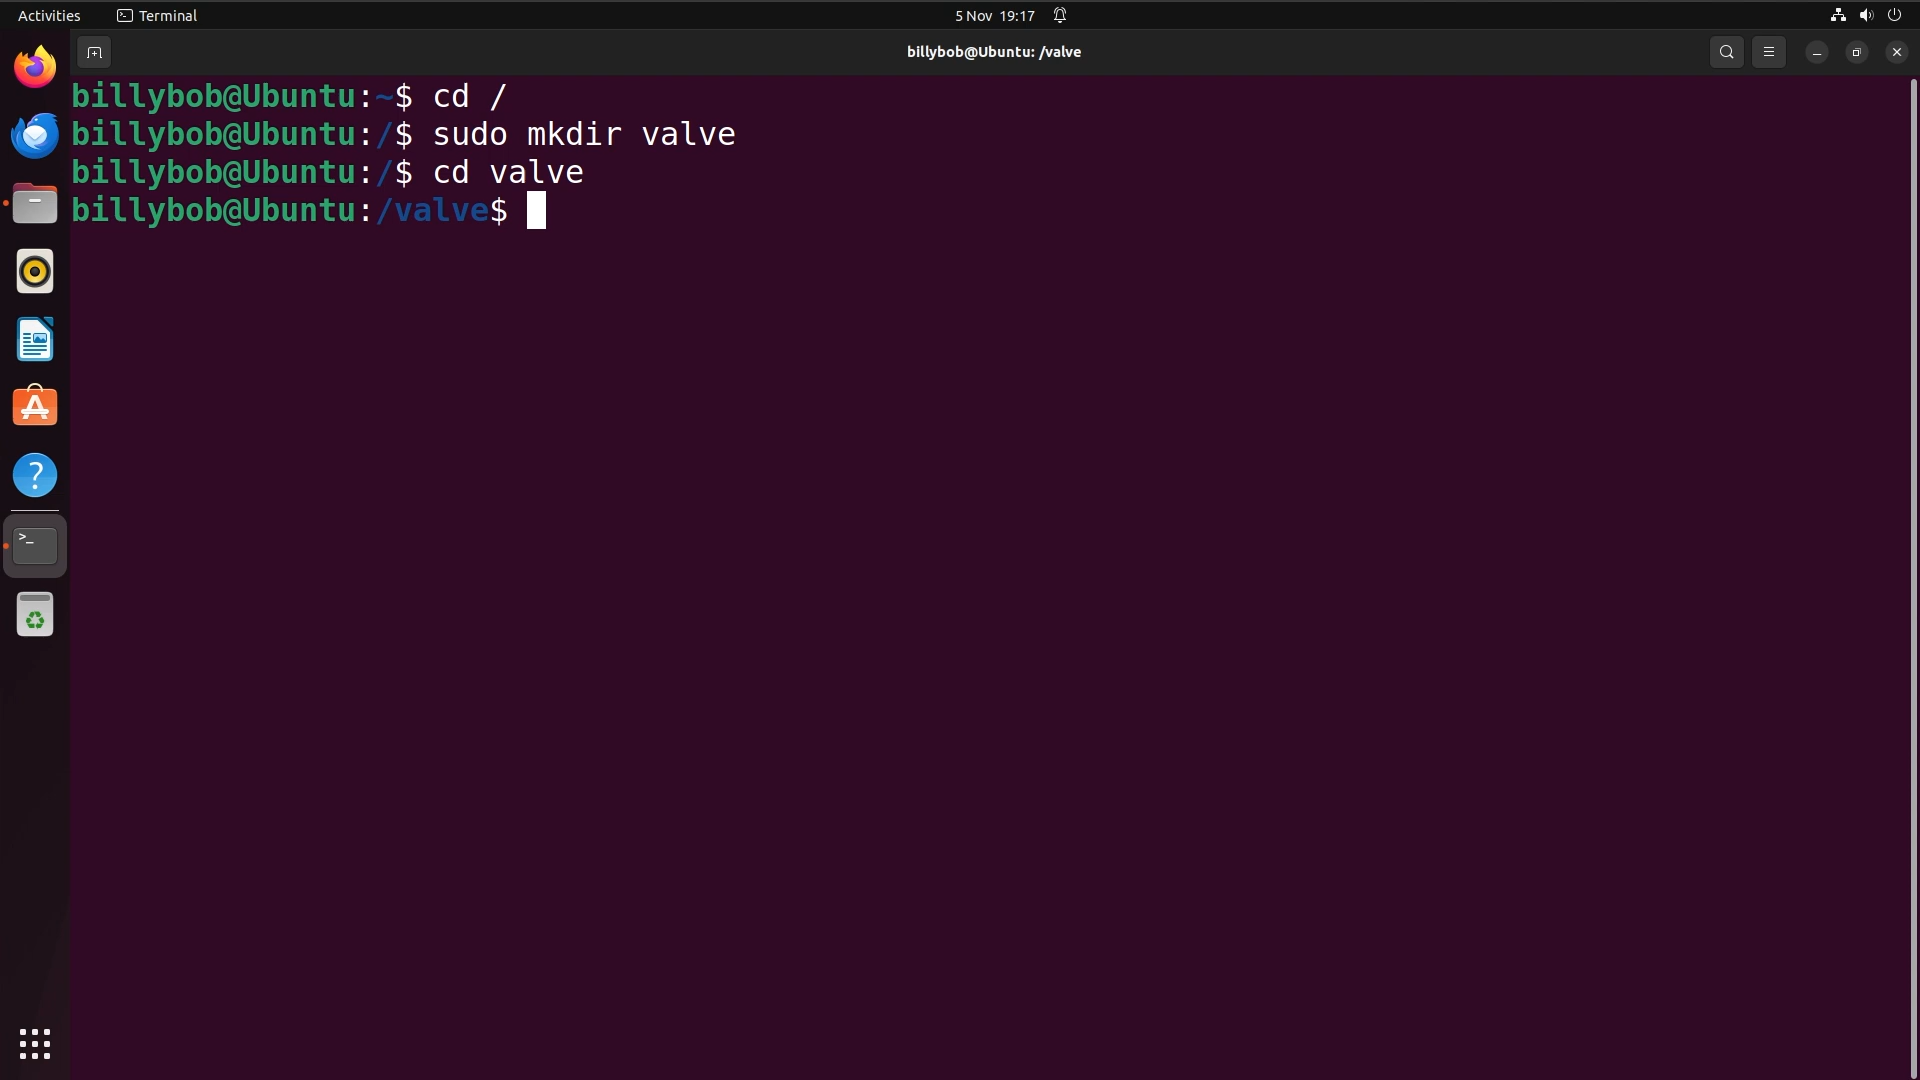 Activities Terminal 5 Nov 19:17
billybob@Ubuntu: /valve
billybob@Ubuntu:~$ cd /
billybob@Ubuntu:/$ sudo mkdir valve
billybob@Ubuntu:/$ cd valve
billybob@Ubuntu:/valve$